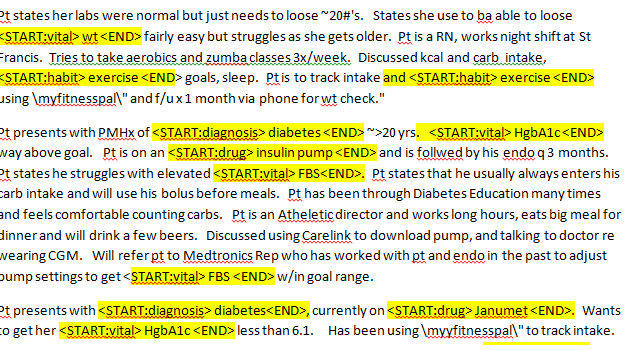 Pt states her labs were normal but just needs to loose ~20#'s.   States she use to ba able to loose
<START:vital> wt <END> fairly easy but struggles as she gets older.  Pt is a RN, works night shift at St
Francis.  Tries to take aerobics and zumba classes 3x/week.  Discussed kcal and carb  intake,
<START:habit> exercise <END> goals, sleep.  Pt is to track intake and <START:habit> exercise <END>
using \myfitnesspal\" and f/u x 1 month via phone for wt check."
Pt presents with PMHx of <START:diagnosis> diabetes <END> ~>20 yrs.   <START:vital> HgbA1c <END>
way above goal.   Pt is on an <START:drug> insulin pump <END> and is follwed by his endo q 3 months.
Pt states he struggles with elevated <START:vital> FBS<END>.  Pt states that he usually always enters his
carb intake and will use his bolus before meals.  Pt has been through Diabetes Education many times
and feels comfortable counting carbs.   Pt is an Atheletic director and works long hours, eats big meal for
dinner and will drink a few beers.   Discussed using Carelink to download pump, and talking to doctor re
wearing CGM.   Will refer pt to Medtronics Rep who has worked with pt and endo in the past to adjust
pump settings to get <START:vital> FBS <END> w/in goal range.
Pt presents with <START:diagnosis> diabetes<END>, currently on <START:drug> Janumet <END>.  Wants
to get her <START:vital> HgbA1c <END> less than 6.1.    Has been using \myyfitnesspal\" to track intake.